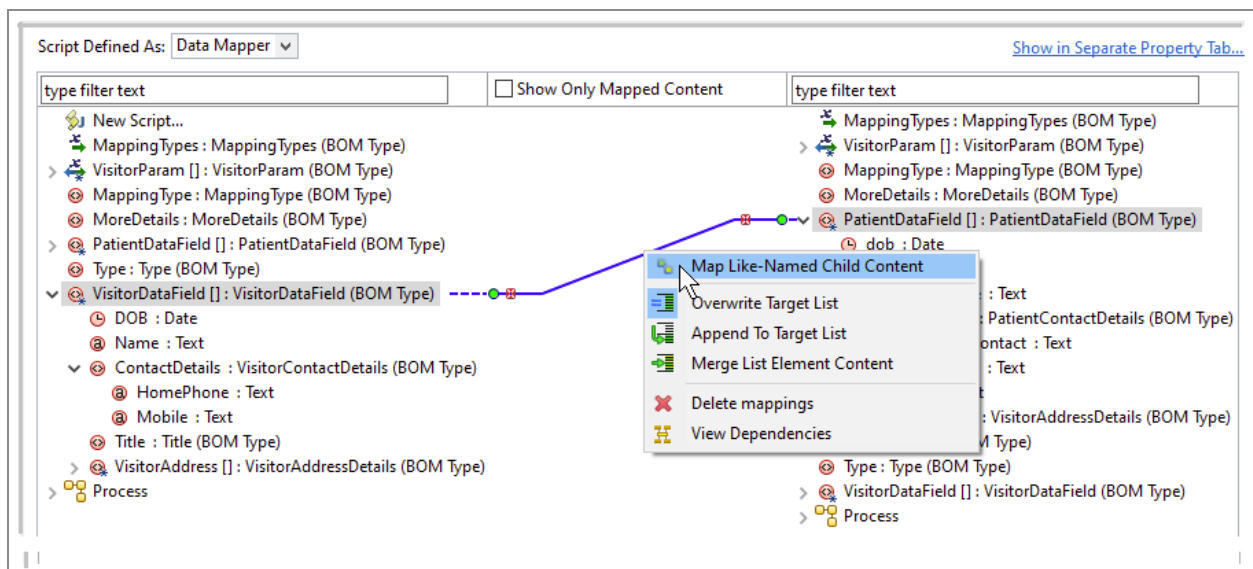 Script Defined As: Data Mapper
Show in Separate Property Tab...
type filter text
Show Only Mapped Content
type filter text
New Script...
MappingTypes : MappingTypes (BOM Type)
VisitorParam [] : VisitorParam (BOM Type)
MappingType : MappingType (BOM Type)
MoreDetails : MoreDetails (BOM Type)
PatientDataField [] : PatientDataField (BOM Type)
Type : Type (BOM Type)
VisitorDataField [] : VisitorDataField (BOM Type)
DOB : Date
Name : Text
ContactDetails : VisitorContactDetails (BOM Type)
HomePhone : Text
Mobile : Text
Title : Title (BOM Type)
VisitorAddress [] : VisitorAddressDetails (BOM Type)
Process
MappingTypes : MappingTypes (BOM Type)
VisitorParam [] : VisitorParam (BOM Type)
MappingType : MappingType (BOM Type)
MoreDetails : MoreDetails (BOM Type)
PatientDataField [] : PatientDataField (BOM Type)
dob : Date
: Text
: PatientContactDetails (BOM Type)
ontact : Text
: Text
: VisitorAddressDetails (BOM Type)
Type)
Type : Type (BOM Type)
VisitorDataField [] : VisitorDataField (BOM Type)
Process
Map Like-Named Child Content
Overwrite Target List
Append To Target List
Merge List Element Content
Delete mappings
View Dependencies